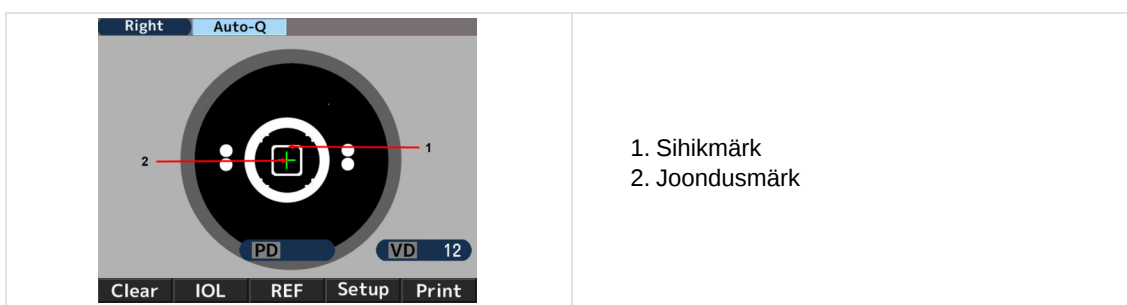 Right Auto-Q
1
2
PD VD 12
Clear IOL REF Setup Print
1. Sihikmärk
2. Joondusmärk